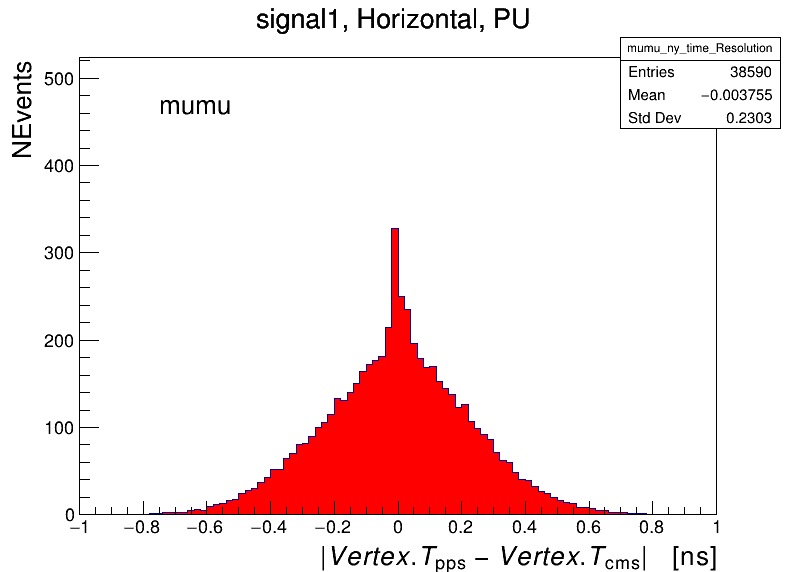 signal1, Horizontal, PU
mumu_ny_time_Resolution
Entries 38590
Mean −0.003755
Std Dev 0.2303
NEvents
mumu
500
400
300
200
100
0
−1 −0.8 −0.6 −0.4 −0.2 0 0.2 0.4 0.6 0.8 1
|Vertex.Tpps − Vertex.Tcms| [ns]